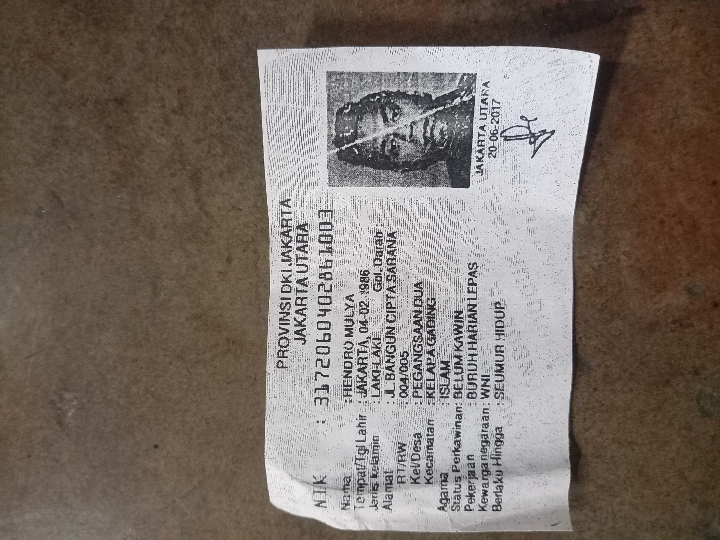 PROVINSI DKI JAKARTA
JAKARTA UTARA
NIK : 3172060402861003
Nama : HENDRO MULYA
Tempat/Tgl Lahir : JAKARTA, 04-02-1986
Jenis kelamin : LAKI-LAKI Gol. Darah :
Alamat : JL. BANGUN CIPTA SARANA
RT/RW : 004/005
Kel/Desa : PEGANGSAAN DUA
Kecamatan : KELAPA GADING
Agama : ISLAM
Status Perkawinan: BELUM KAWIN
Pekerjaan : BURUH HARIAN LEPAS
Kewarganegaraan: WNI
Berlaku Hingga : SEUMUR HIDUP
JAKARTA UTARA
20-06-2017